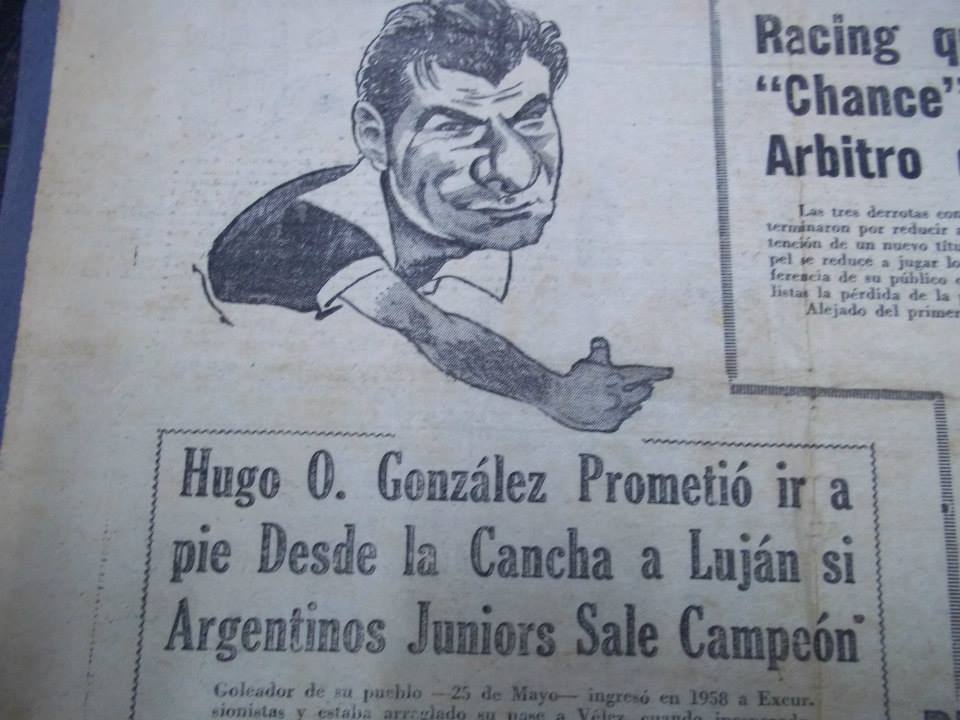 Racing
"Chance"
Arbitro
Las tres derrotas
terminaron por reducir a
tención de un nuevo
pel se reduce a jugar
ferencia de su público
listas la pérdida de la
Alejado del primer
Hugo O. González Prometió ir a
pie Desde la Cancha a Luján si
Argentinos Juniors Sale Campeón
Goleador de su pueblo —25 de Mayo— ingresó en 1958 a Excur-
sionistas y estaba arreglado su pase a Vélez, cuando